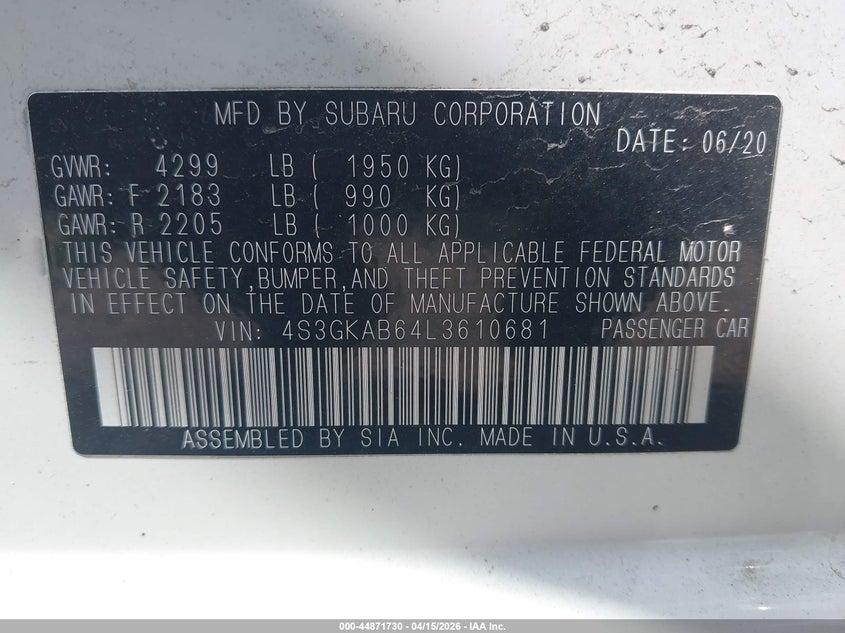 MFD BY SUBARU CORPORATION
DATE: 06/20
GVWR: 4299 LB ( 1950 KG)
GAWR: F 2183 LB ( 990 KG)
GAWR: R 2205 LB ( 1000 KG)
THIS VEHICLE CONFORMS TO ALL APPLICABLE FEDERAL MOTOR
VEHICLE SAFETY,BUMPER,AND THEFT PREVENTION STANDARDS
IN EFFECT ON THE DATE OF MANUFACTURE SHOWN ABOVE.
VIN: 4S3GKAB64L3610681 PASSENGER CAR
ASSEMBLED BY SIA INC. MADE IN U.S.A.
000-44871730 - 04/15/2026 - IAA Inc.